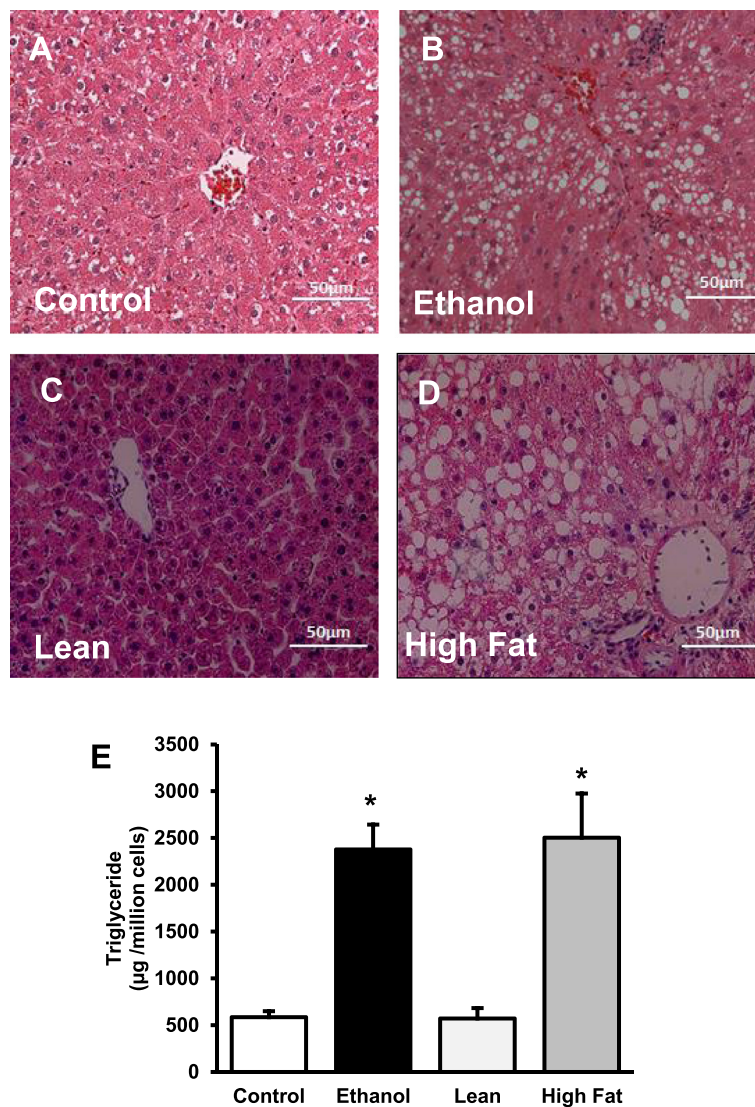 A
Control
50μm
B
Ethanol
50μm
C
Lean
50μm
D
High Fat
50μm
E
Triglyceride
(μg /million cells)
3500
3000
2500
2000
1500
1000
500
0
*
*
Control
Ethanol
Lean
High Fat